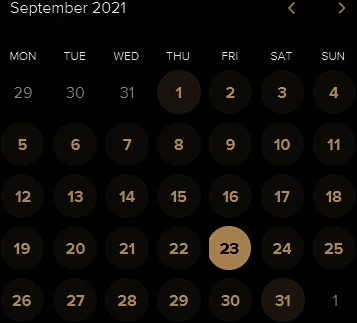 September 2021
MON TUE WED THU FRI SAT SUN
29 30 31 1 2 3 4
5 6 7 8 9 10 11
12 13 14 15 16 17 18
19 20 21 22 23 24 25
26 27 28 29 30 31 1